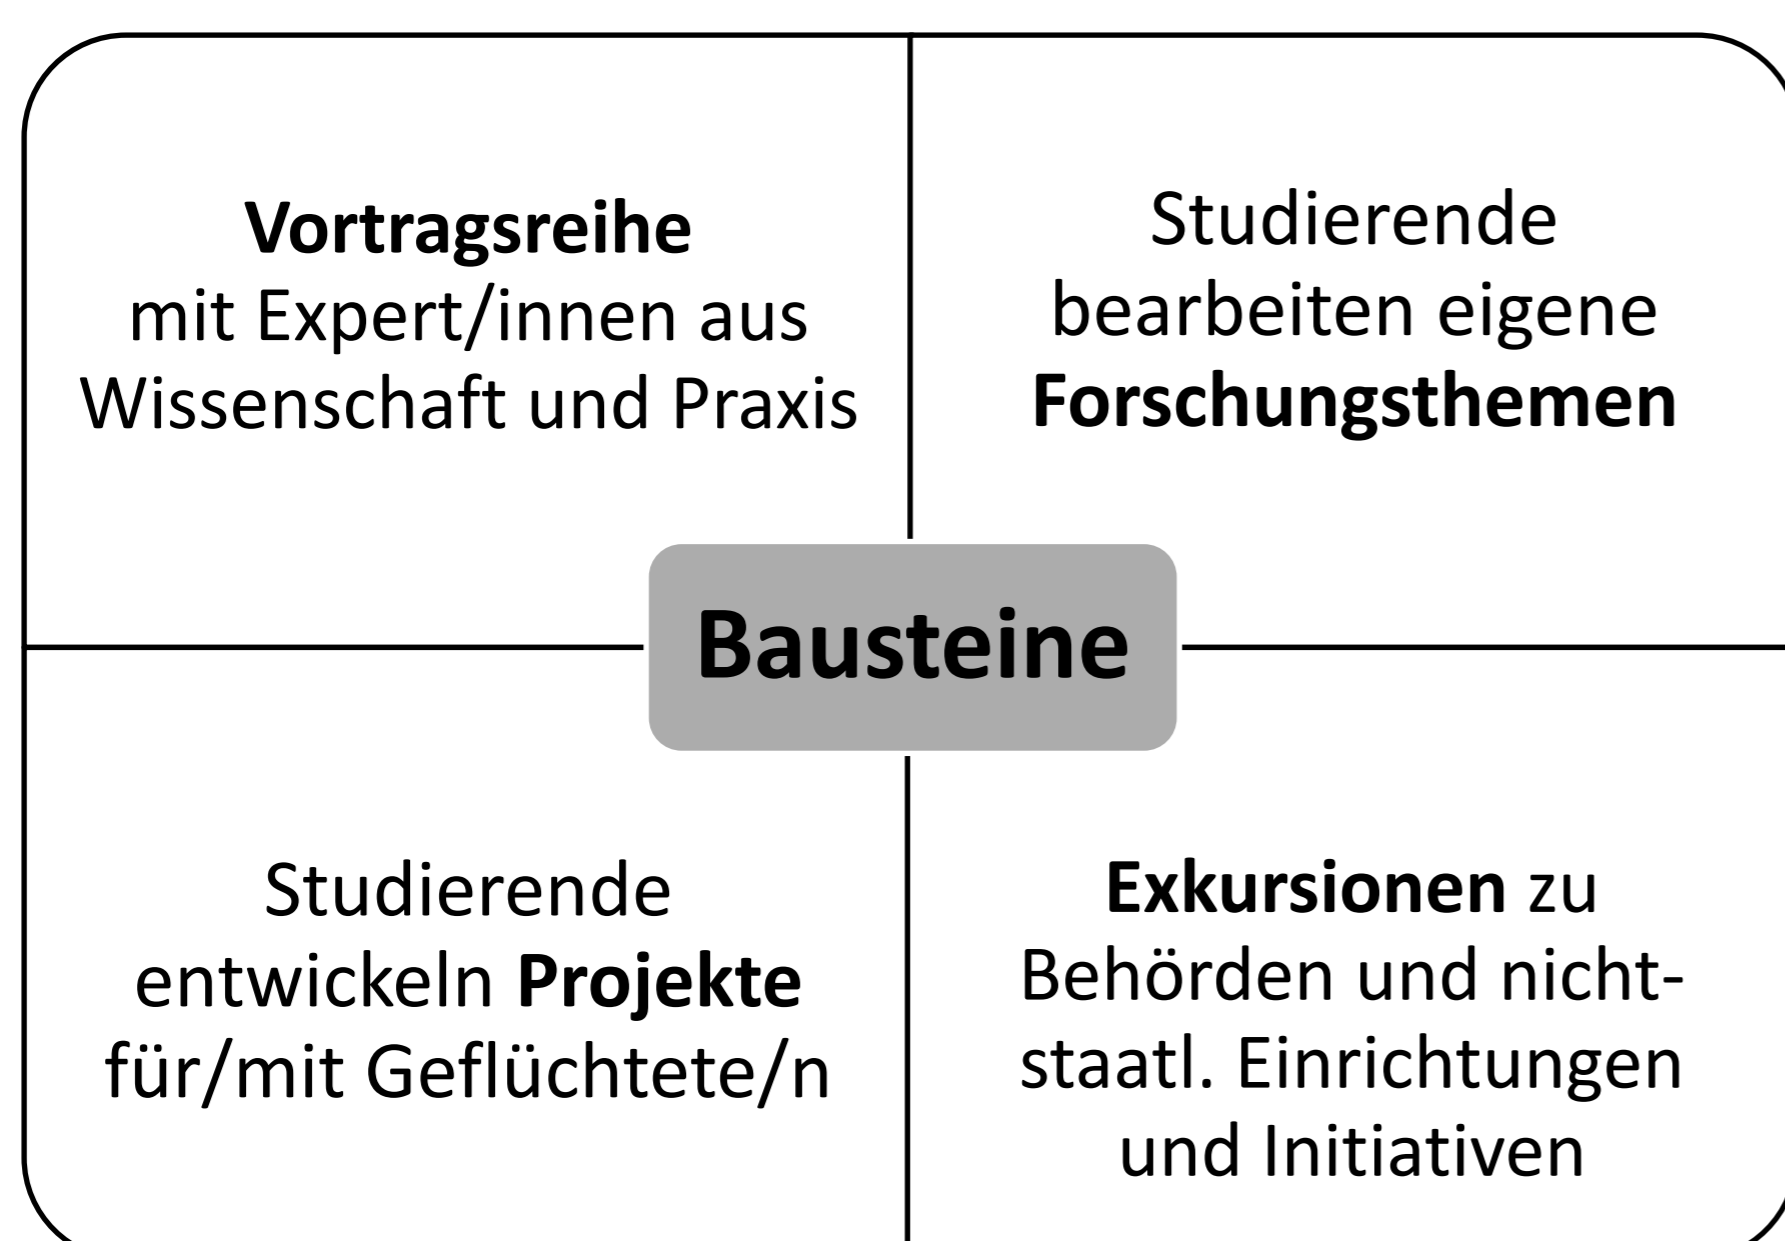 Vortragsreihe
mit Expert/innen aus
Wissenschaft und Praxis
Studierende
bearbeiten eigene
Forschungsthemen
Bausteine
Studierende
entwickeln Projekte
für/mit Geflüchtete/n
Exkursionen zu
Behörden und nicht-
staatl. Einrichtungen
und Initiativen